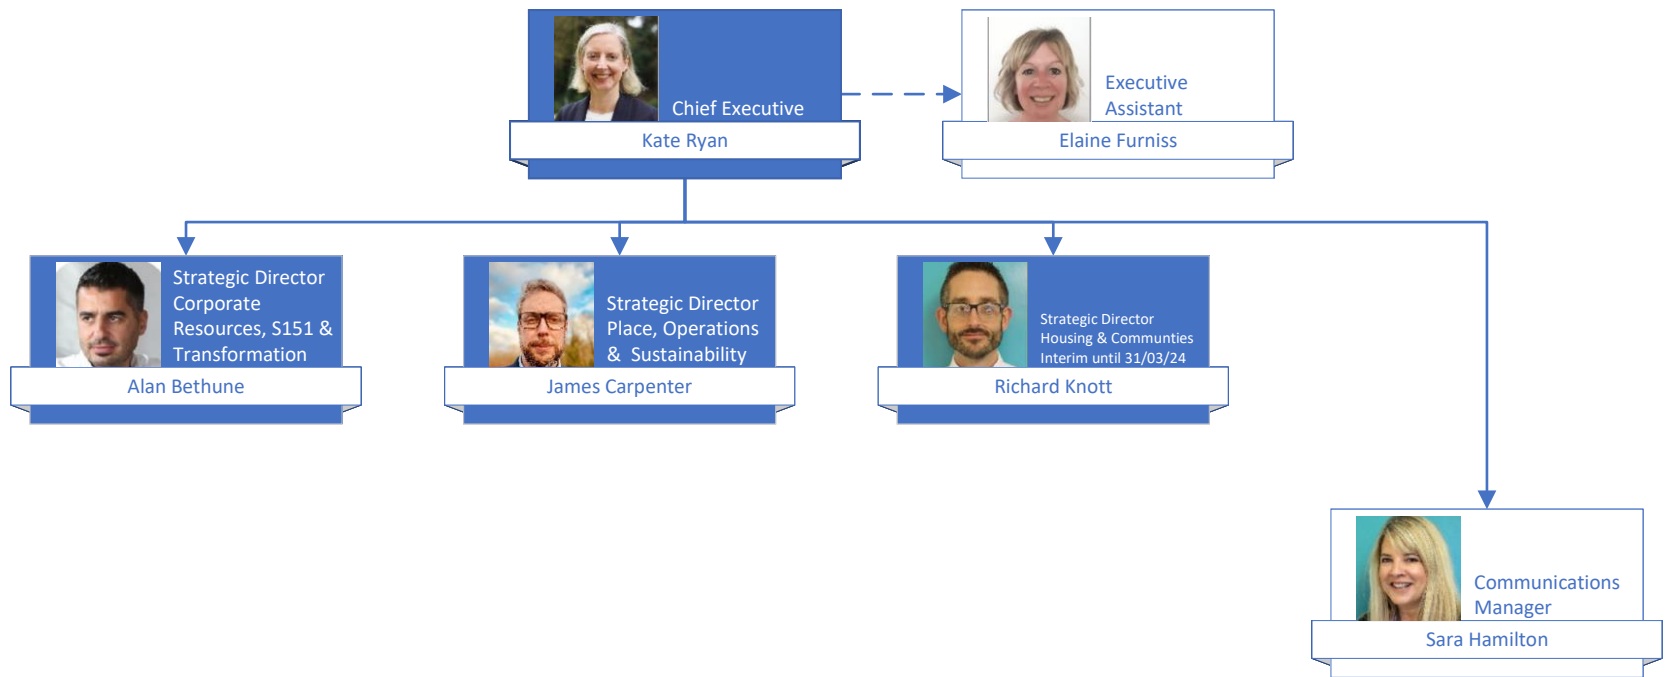 Chief Executive
Kate Ryan
Executive
Assistant
Elaine Furniss
Strategic Director
Corporate
Resources, S151 &
Transformation
Alan Bethune
Strategic Director
Place, Operations
& Sustainability
James Carpenter
Strategic Director
Housing & Communties
Interim until 31/03/24
Richard Knott
Communications
Manager
Sara Hamilton